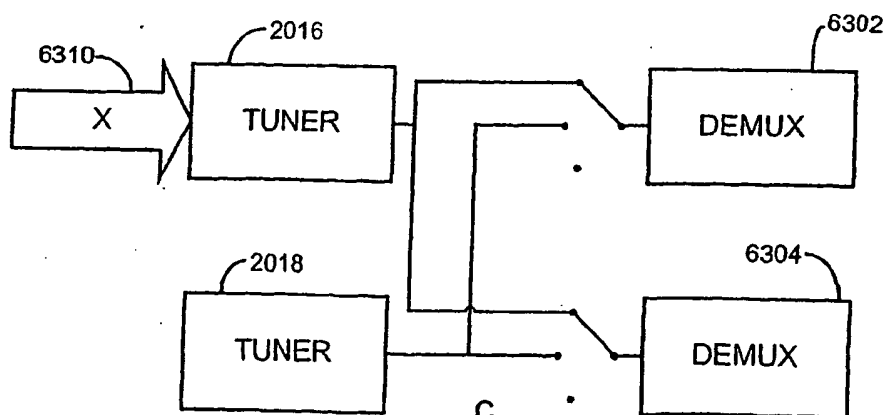 2016
6302
6310
X
TUNER
DEMUX
2018
6304
TUNER
DEMUX
C